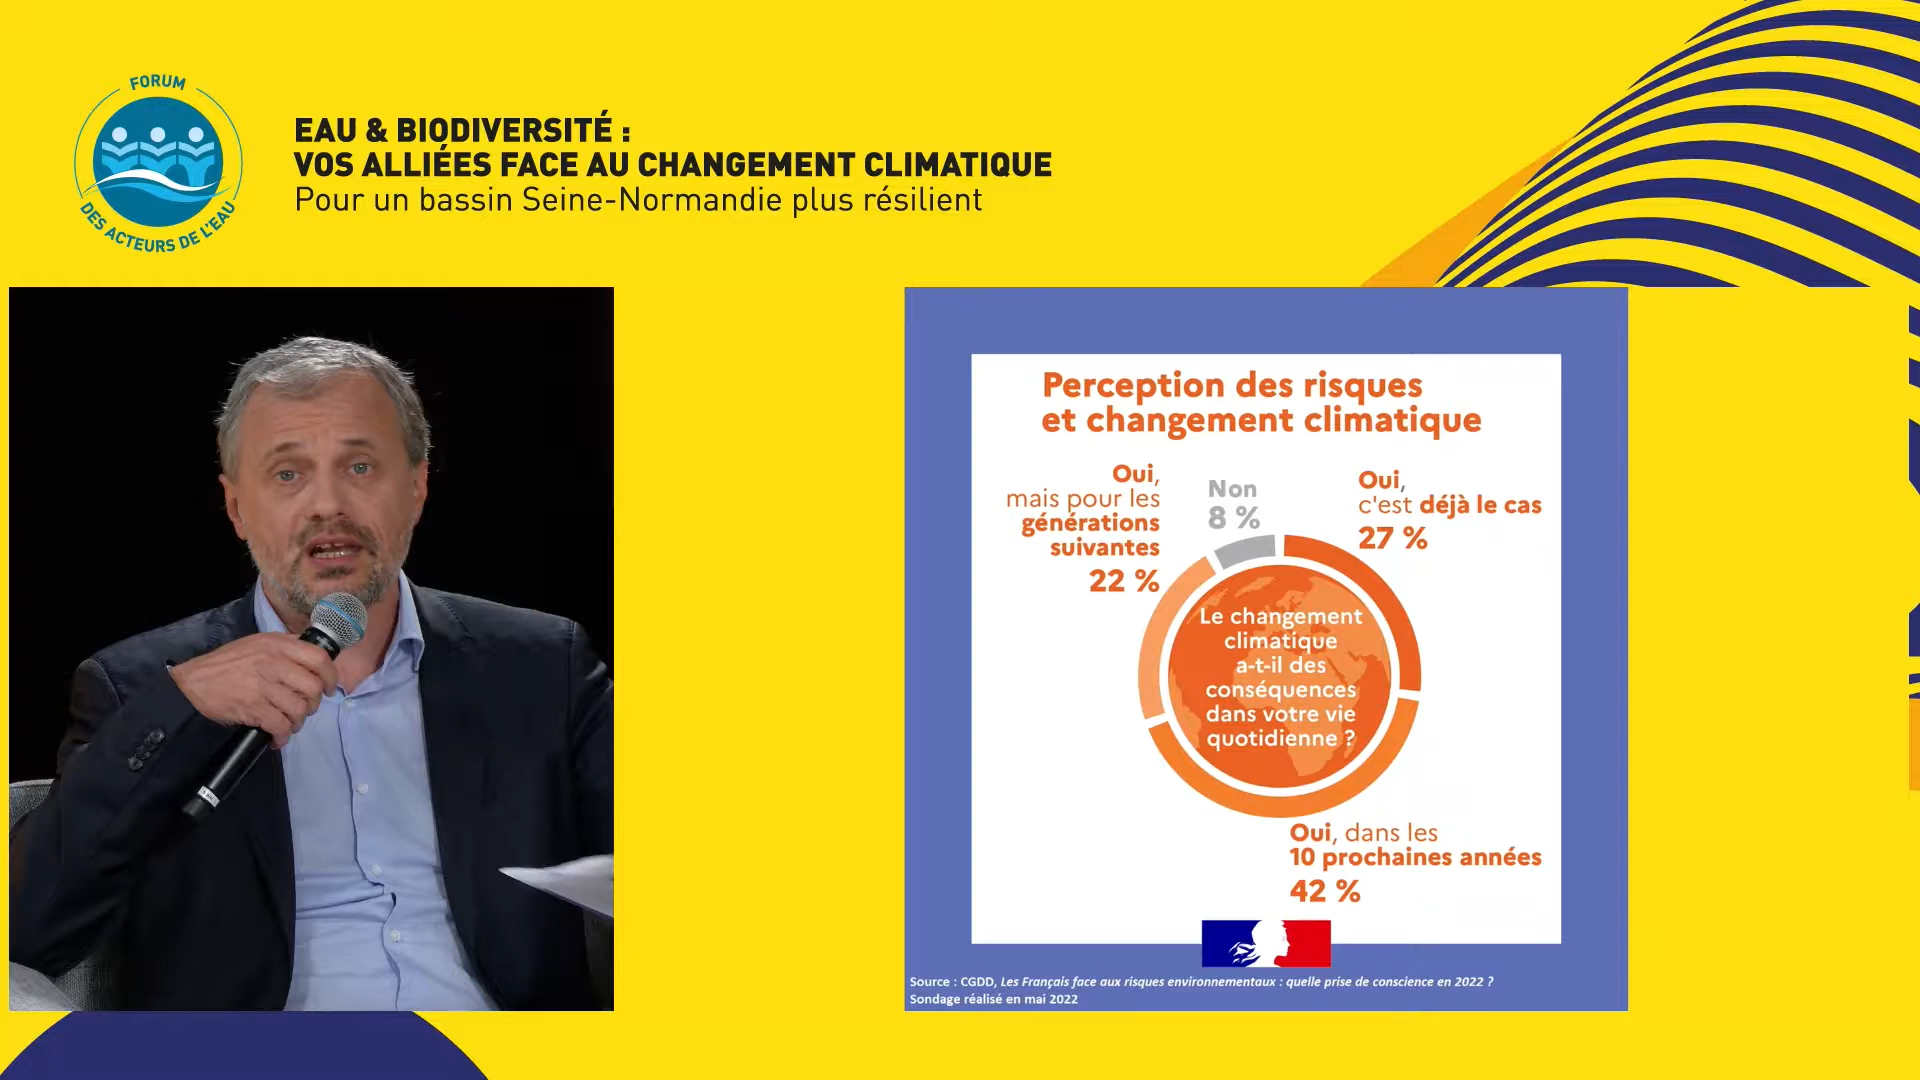 FORUM
DES ACTEURS DE L'EAU
EAU & BIODIVERSITÉ :
VOS ALLIÉES FACE AU CHANGEMENT CLIMATIQUE
Pour un bassin Seine-Normandie plus résilient
Perception des risques
et changement climatique
Oui,
mais pour les
générations
suivantes
22 %
Non
8 %
Oui,
c'est déjà le cas
27 %
Le changement
climatique
a-t-il des
conséquences
dans votre vie
quotidienne ?
Oui, dans les
10 prochaines années
42 %
Source : CGDD, Les Français face aux risques environnementaux : quelle prise de conscience en 2022 ?
Sondage réalisé en mai 2022